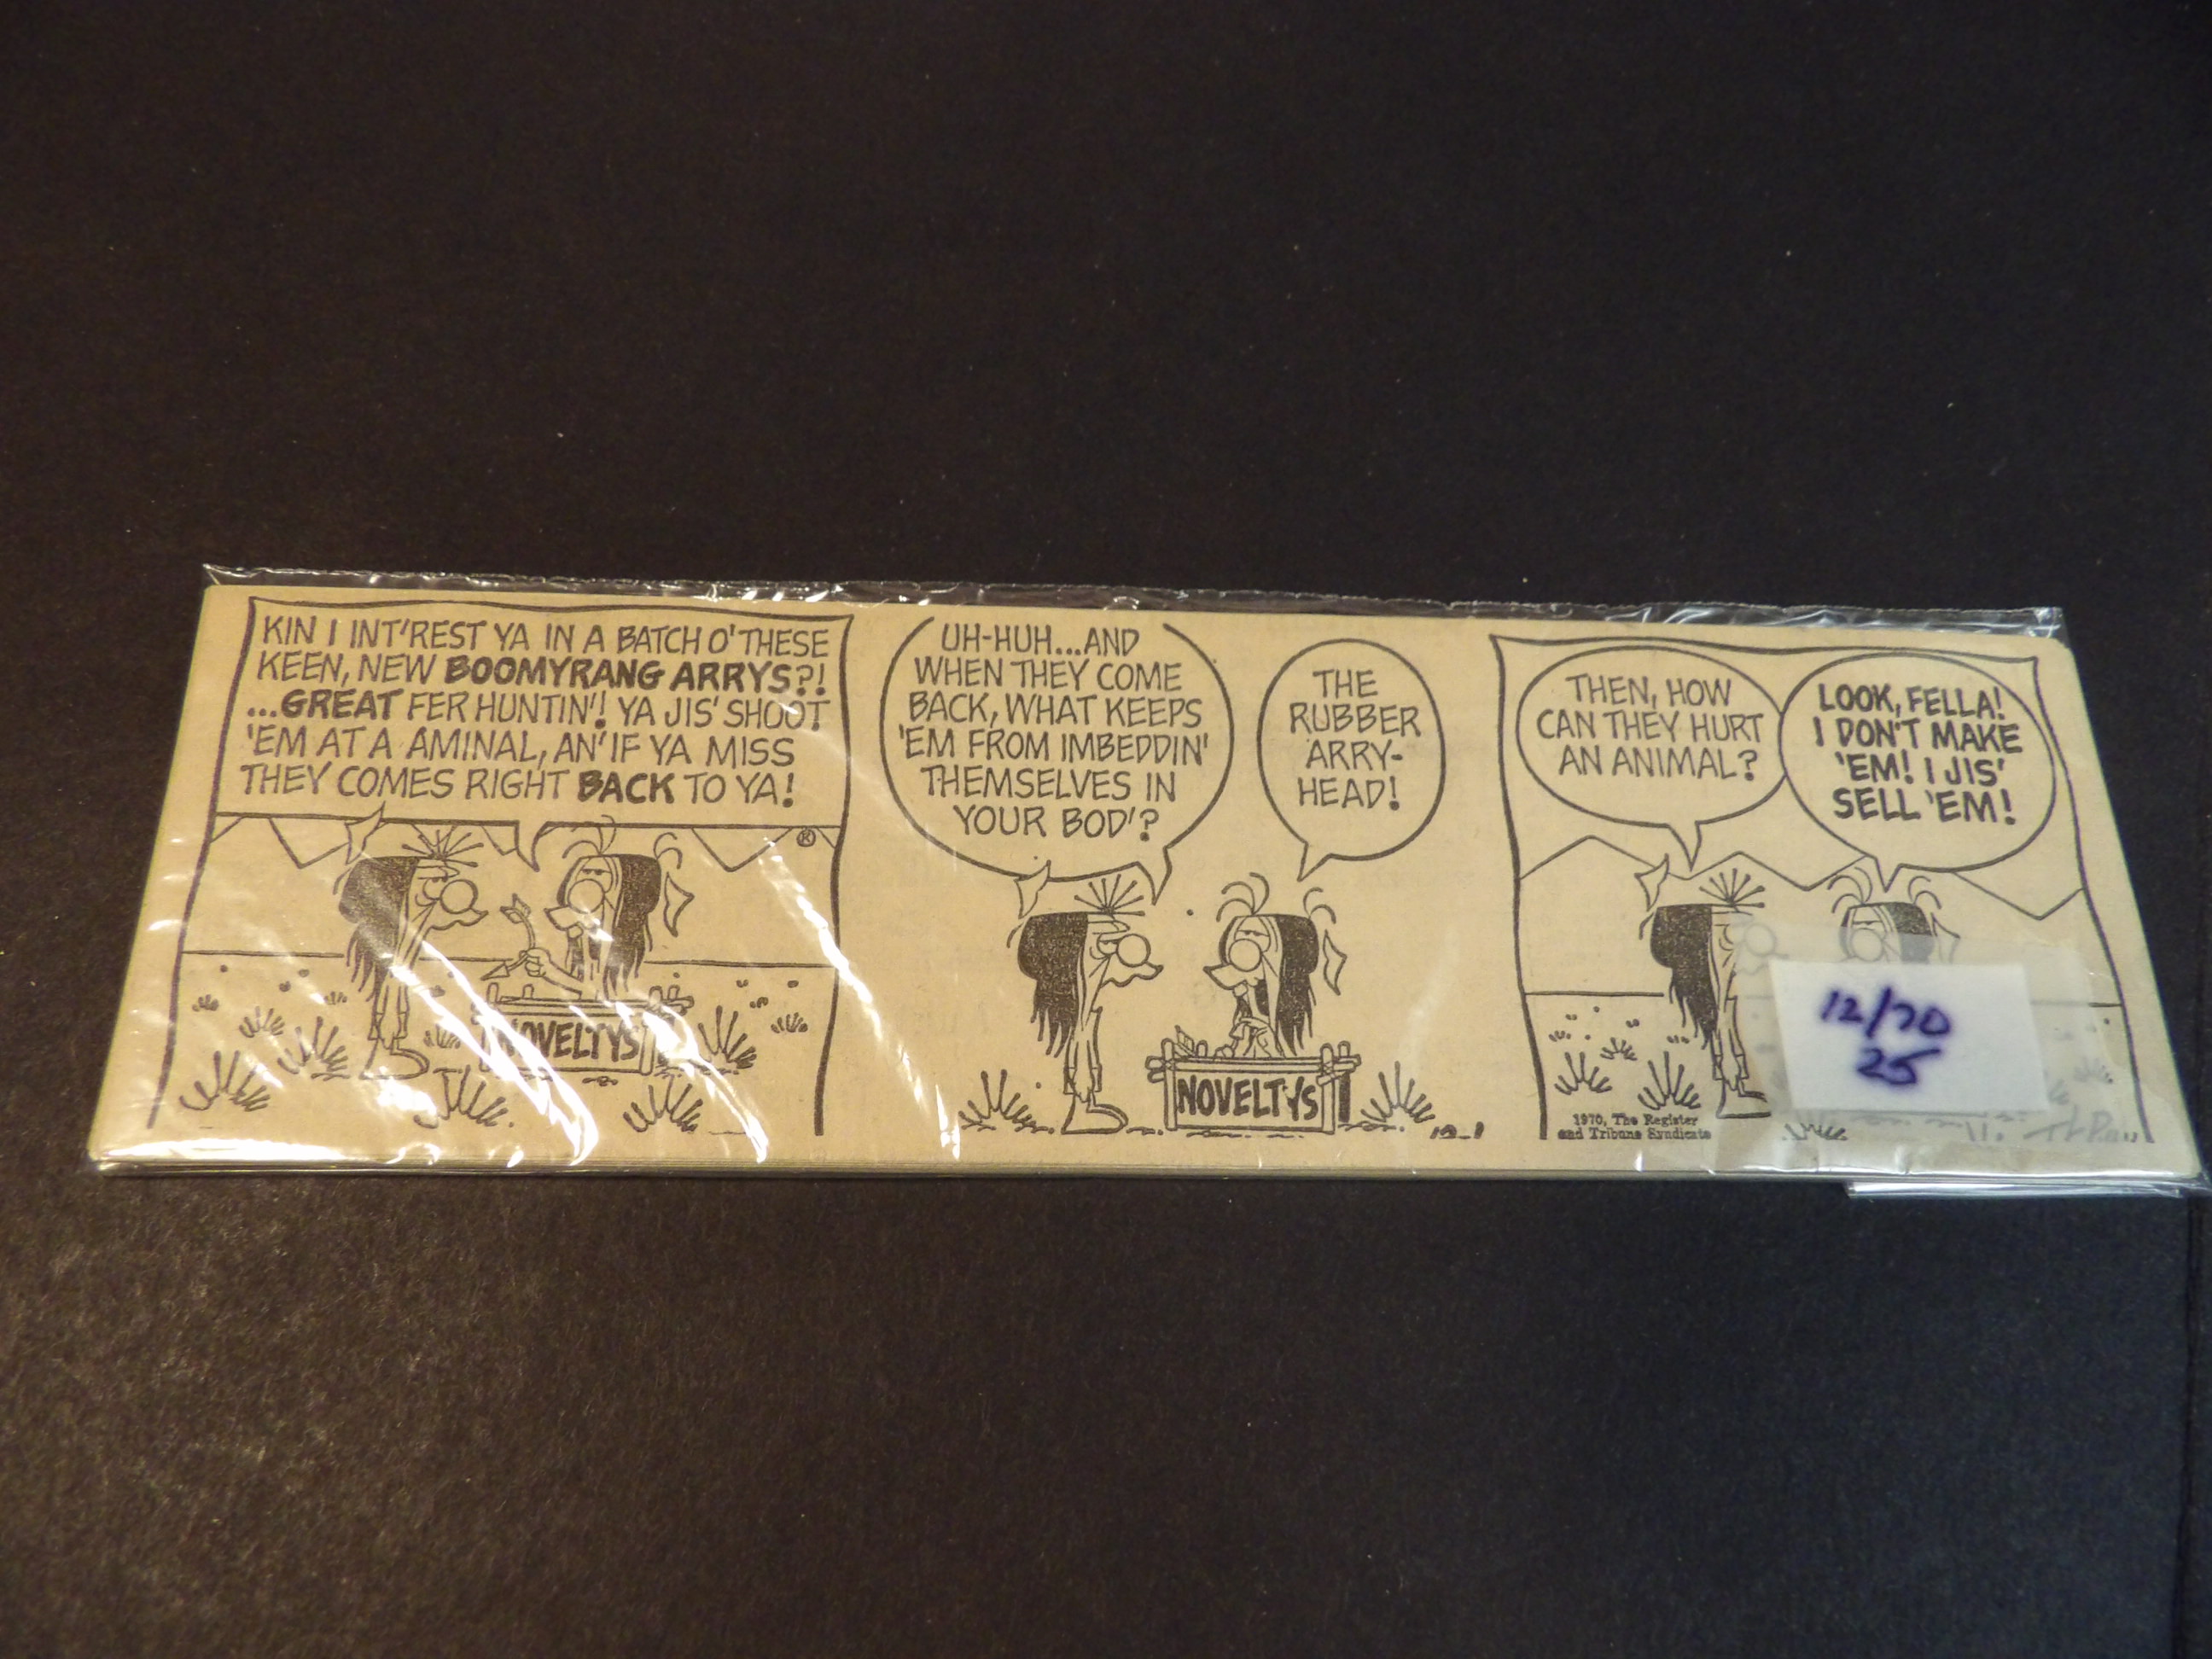 KIN I INT'REST YA IN A BATCH O' THESE
KEEN, NEW BOOMYRANG ARRYS?!
...GREAT FER HUNTIN'! YA JIS' SHOOT
'EM AT A AMINAL, AN' IF YA MISS
THEY COMES RIGHT BACK TO YA!
NOVELTYS
UH-HUH...AND
WHEN THEY COME
BACK, WHAT KEEPS
'EM FROM IMBEDDIN'
THEMSELVES IN
YOUR BOD'?
THE
RUBBER
ARRY-
HEAD!
NOVELTYS
12-1
THEN, HOW
CAN THEY HURT
AN ANIMAL?
LOOK, FELLA!
I DON'T MAKE
'EM! I JIS'
SELL 'EM!
1970, The Register
and Tribune Syndicate
12/70
25